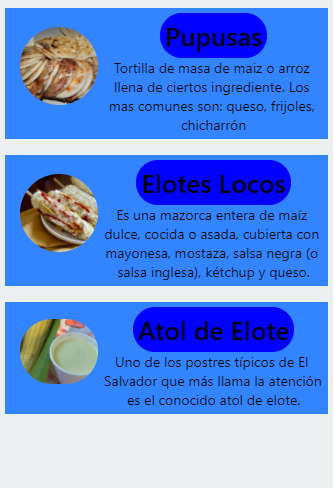 Pupusas
Tortilla de masa de maiz o arroz
llena de ciertos ingrediente. Los
mas comunes son: queso, frijoles,
chicharrón
Elotes Locos
Es una mazorca entera de maíz
dulce, cocida o asada, cubierta con
mayonesa, mostaza, salsa negra (o
salsa inglesa), kétchup y queso.
Atol de Elote
Uno de los postres típicos de El
Salvador que más llama la atención
es el conocido atol de elote.